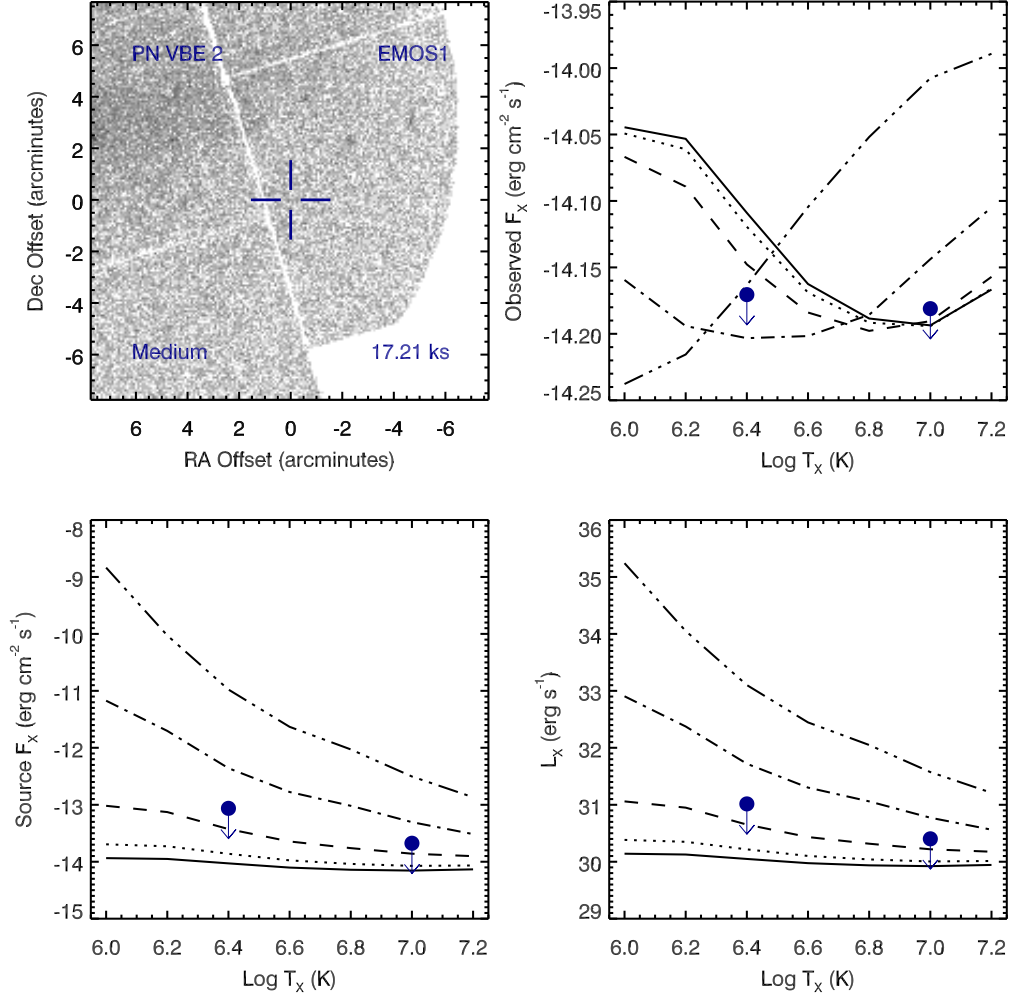 PN VBE 2
EMOS1
Medium
17.21 ks
6
4
2
0
-2
-4
-6
Dec Offset (arcminutes)
6 4 2 0 -2 -4 -6
RA Offset (arcminutes)
-13.95
-14.00
-14.05
-14.10
-14.15
-14.20
-14.25
Observed Fx (erg cm-2 s-1)
6.0 6.2 6.4 6.6 6.8 7.0 7.2
Log Tx (K)
-8
-9
-10
-11
-12
-13
-14
-15
Source Fx (erg cm-2 s-1)
6.0 6.2 6.4 6.6 6.8 7.0 7.2
Log Tx (K)
36
35
34
33
32
31
30
29
Lx (erg s-1)
6.0 6.2 6.4 6.6 6.8 7.0 7.2
Log Tx (K)